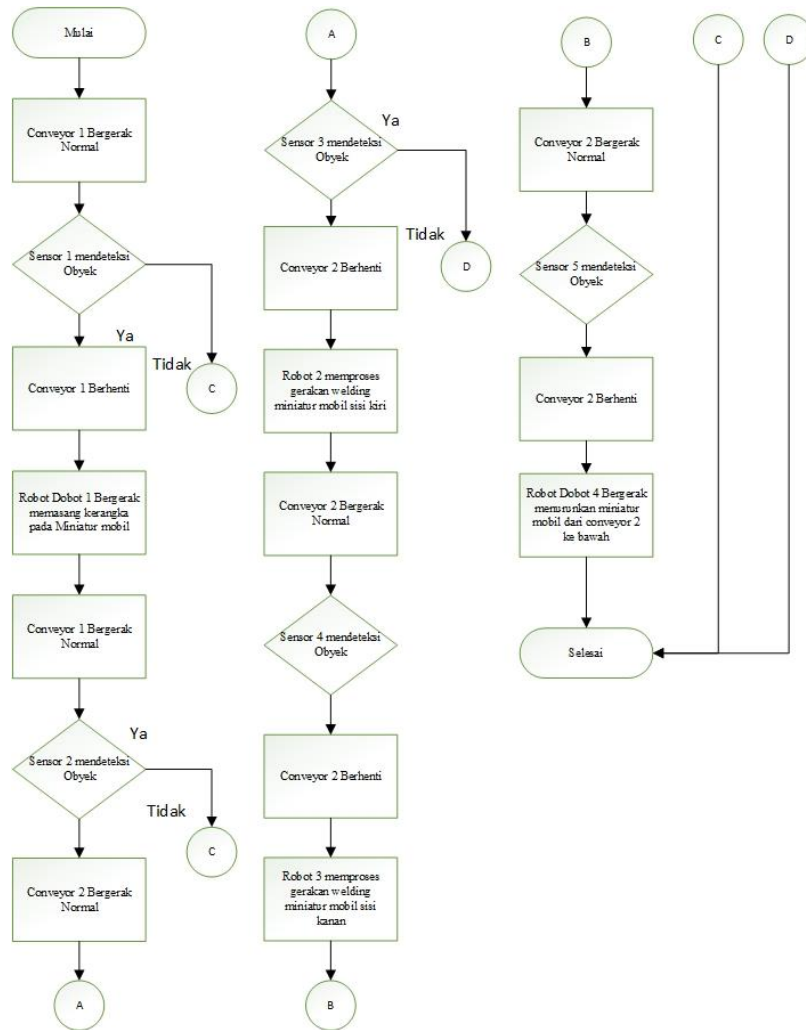 Mulai
Conveyor 1 Bergerak
Normal
Sensor 1 mendeteksi
Obyek
Ya
Tidak
Conveyor 1 Berhenti
C
Robot Dobot 1 Bergerak
memasang kerangka
pada Miniatur mobil
Conveyor 1 Bergerak
Normal
Ya
Sensor 2 mendeteksi
Obyek
Tidak
C
Conveyor 2 Bergerak
Normal
A
A
Ya
Sensor 3 mendeteksi
Obyek
Tidak
D
Conveyor 2 Berhenti
Robot 2 memproses
gerakan welding
miniatur mobil sisi kiri
Conveyor 2 Bergerak
Normal
Sensor 4 mendeteksi
Obyek
Conveyor 2 Berhenti
Robot 3 memproses
gerakan welding
miniatur mobil sisi
kanan
B
B
Conveyor 2 Bergerak
Normal
Sensor 5 mendeteksi
Obyek
Conveyor 2 Berhenti
Robot Dobot 4 Bergerak
menurunkan miniatur
mobil dari conveyor 2
ke bawah
Selesai
C
D